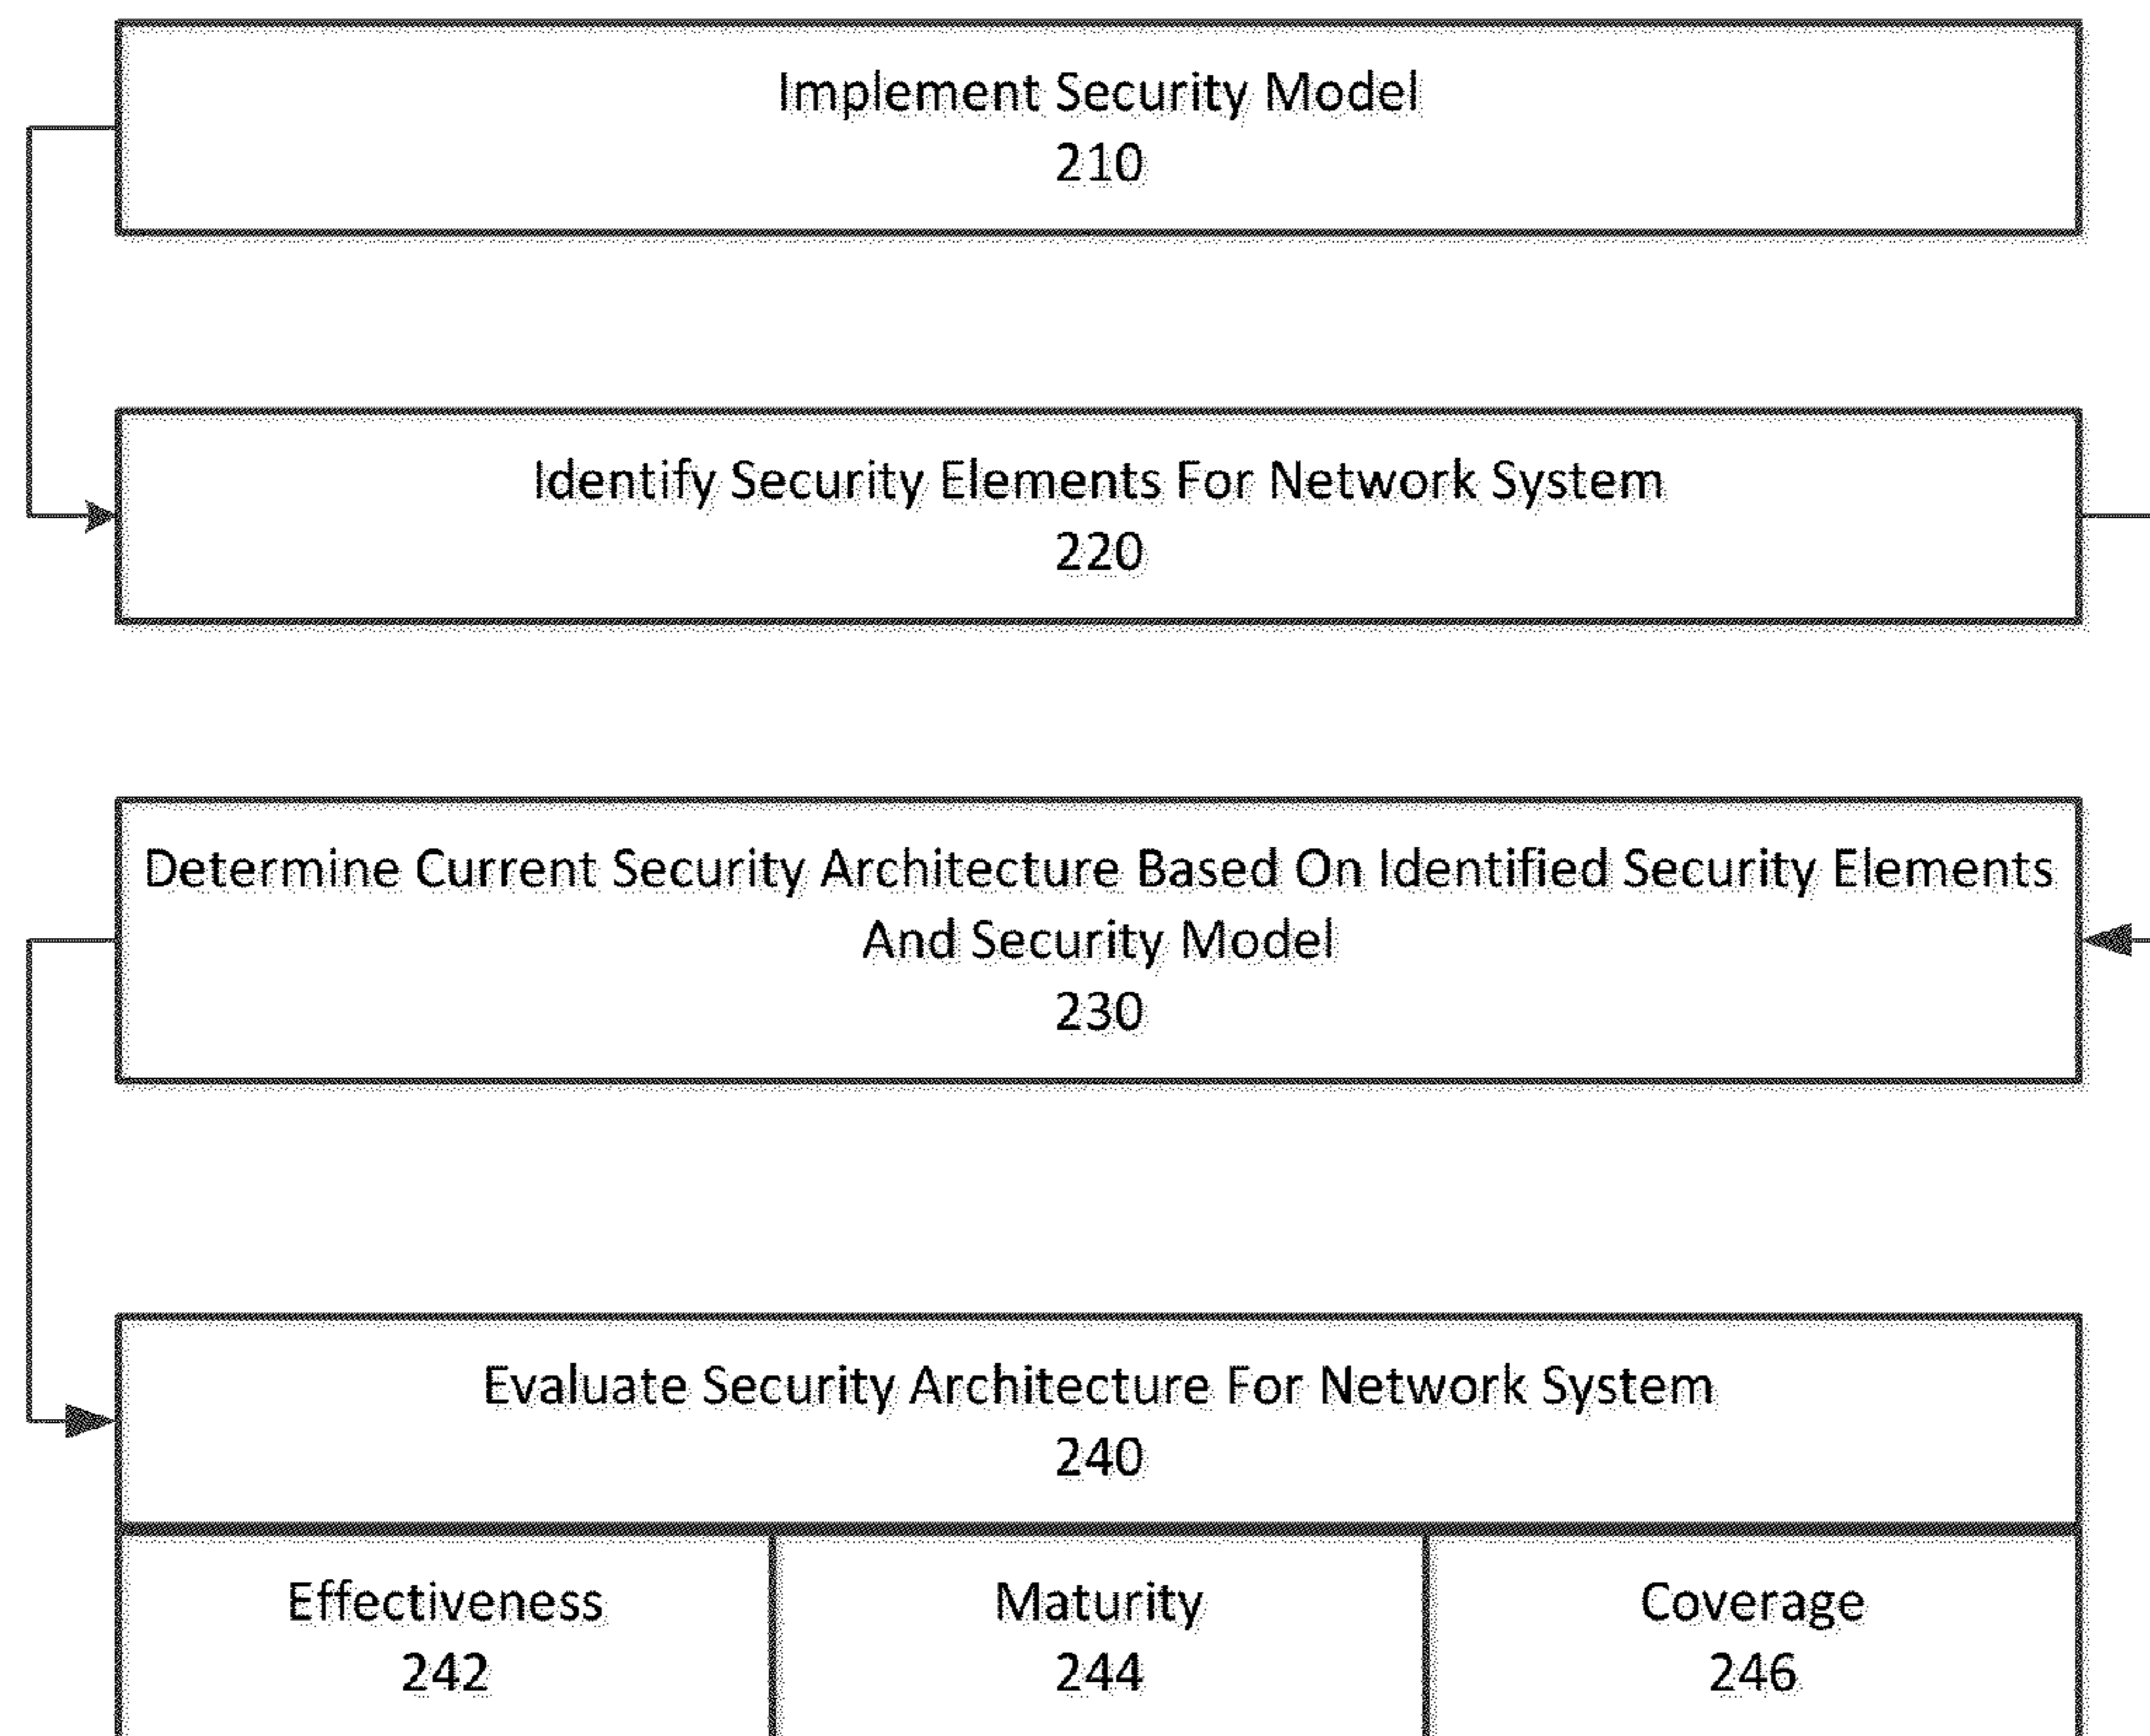 Implement Security Model
210
Identify Security Elements For Network System
220
Determine Current Security Architecture Based On Identified Security Elements
And Security Model
230
Evaluate Security Architecture For Network System
240
Effectiveness
242
Maturity
244
Coverage
246